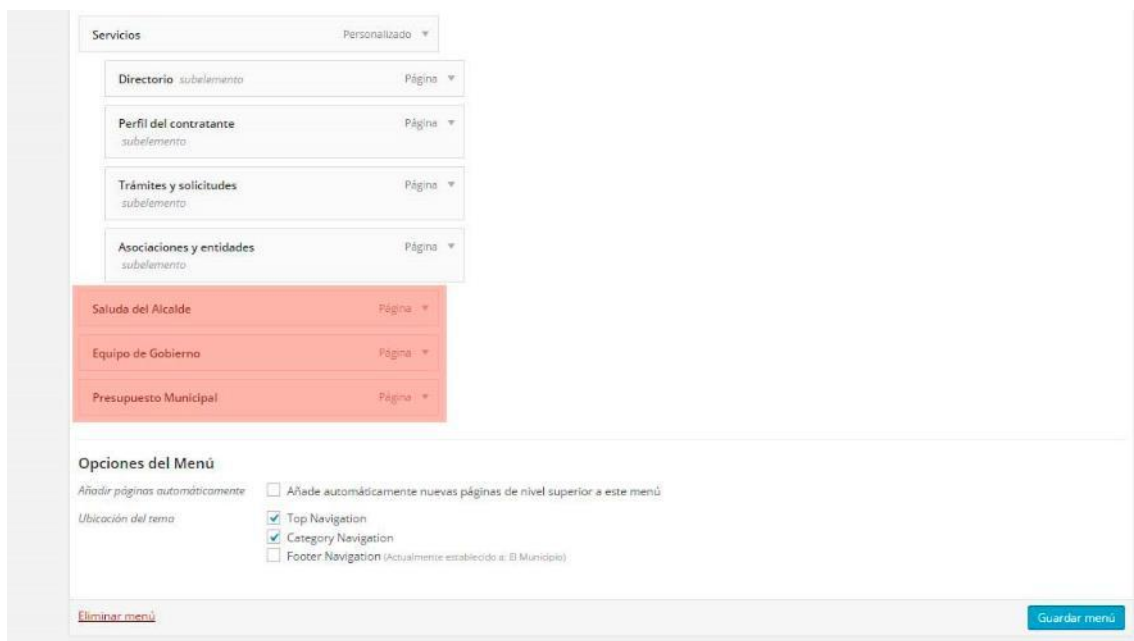 Servicios Personalizado
Directorio subelemento Página
Perfil del contratante Página
subelemento
Trámites y solicitudes Página
subelemento
Asociaciones y entidades Página
subelemento
Saluda del Alcalde Página
Equipo de Gobierno Página
Presupuesto Municipal Página
Opciones del Menú
Añadir páginas automáticamente Añade automáticamente nuevas páginas de nivel superior a este menú
Ubicación del tema Top Navigation
Category Navigation
Footer Navigation (Actualmente establecido a: El Municipio)
Eliminar menú Guardar menú